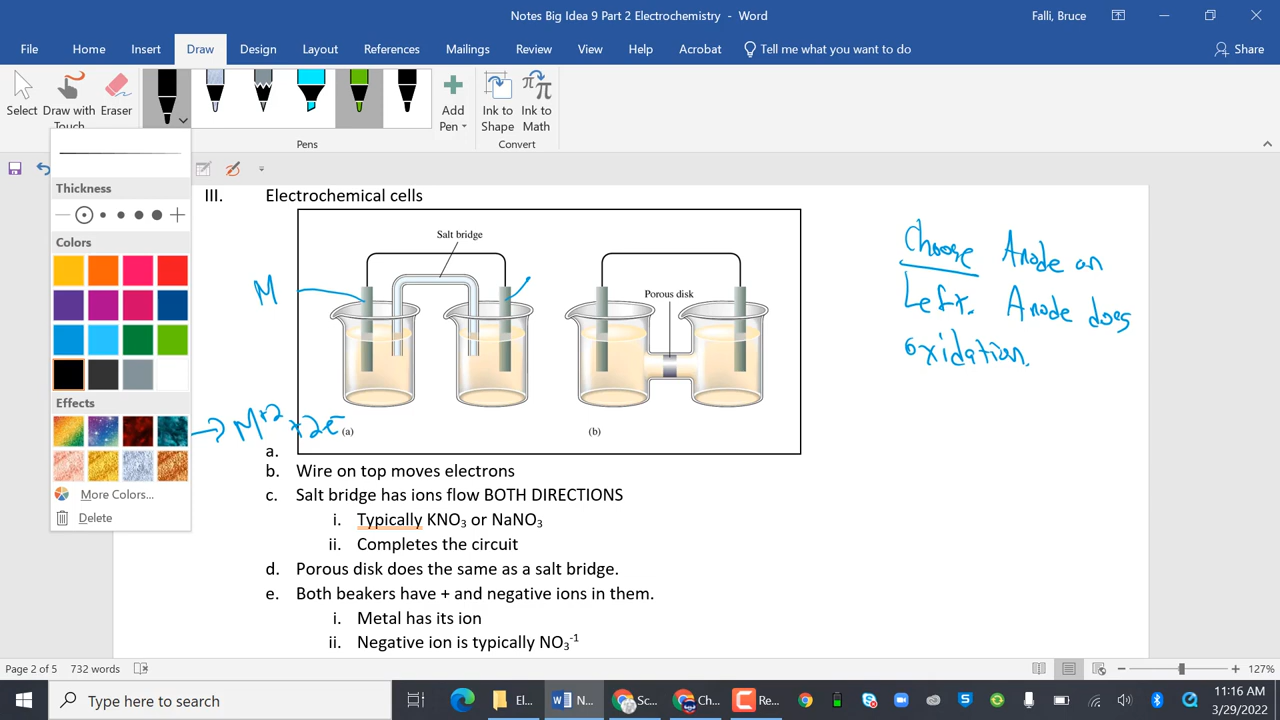 Notes Big Idea 9 Part 2 Electrochemistry - Word
Falli, Bruce
File Home Insert Draw Design Layout References Mailings Review View Help Acrobat Tell me what you want to do Share
Select Draw with Touch Eraser
Add Pen
Ink to Shape
Ink to Math
Pens
Convert
Thickness
Colors
Effects
More Colors...
Delete
III. Electrochemical cells
Salt bridge
Porous disk
(a)
(b)
M
→ M+2 + 2e-
Choose Anode on
Left. Anode does
oxidation.
a.
b. Wire on top moves electrons
c. Salt bridge has ions flow BOTH DIRECTIONS
i. Typically KNO3 or NaNO3
ii. Completes the circuit
d. Porous disk does the same as a salt bridge.
e. Both beakers have + and negative ions in them.
i. Metal has its ion
ii. Negative ion is typically NO3-1
Page 2 of 5 732 words
127%
Type here to search
El...
N...
Sc...
Ch...
Re...
11:16 AM
3/29/2022